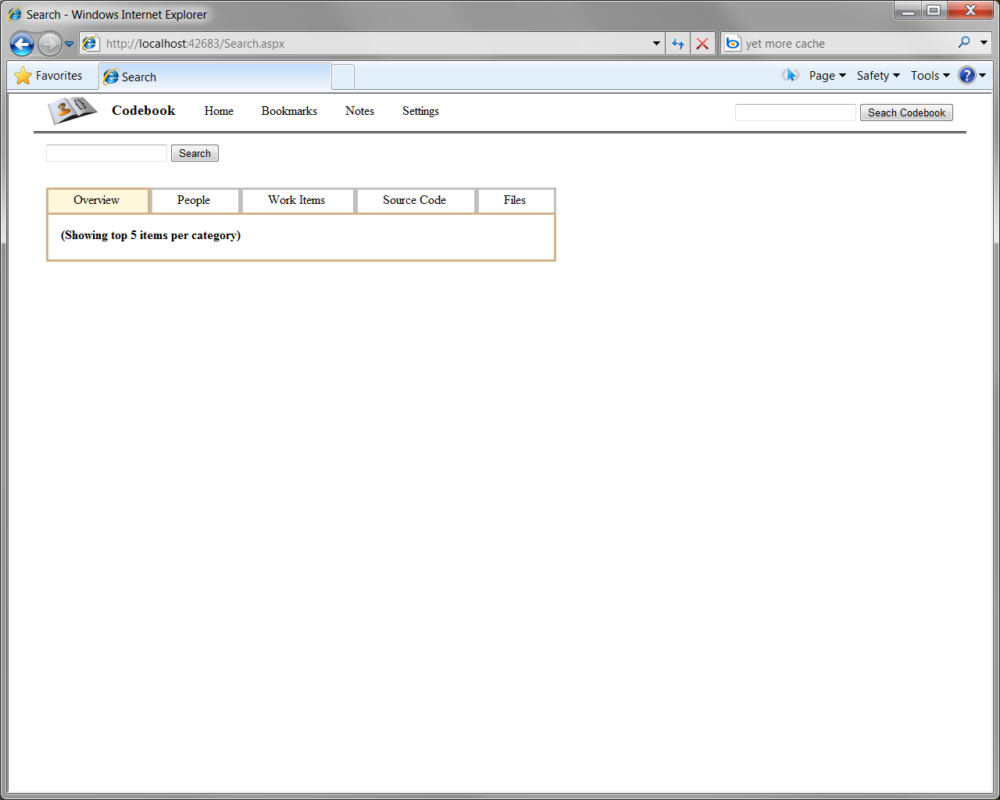 Search - Windows Internet Explorer
http://localhost:42683/Search.aspx
yet more cache
Favorites
Search
Page
Safety
Tools
?
Codebook
Home
Bookmarks
Notes
Settings
Seach Codebook
Search
Overview
People
Work Items
Source Code
Files
(Showing top 5 items per category)